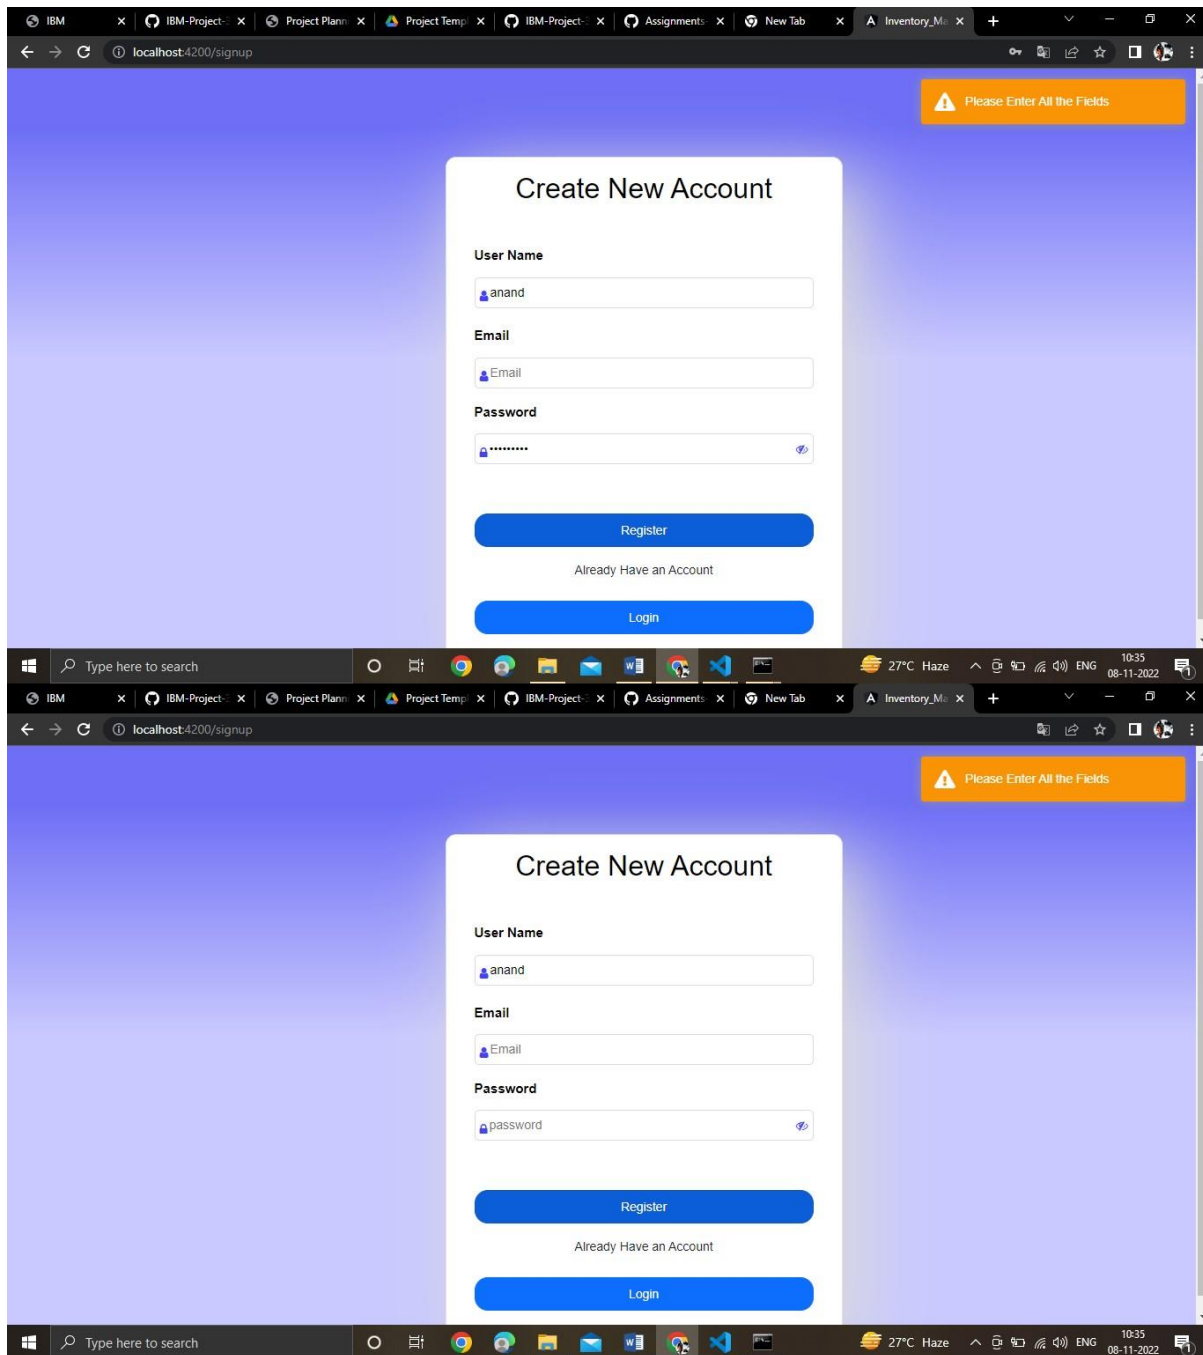 IBM IBM-Project- Project Plann Project Templ IBM-Project- Assignments- New Tab Inventory_Ma
localhost:4200/signup
Please Enter All the Fields
Create New Account
User Name
anand
Email
Email
Password
•••••••••
Register
Already Have an Account
Login
Type here to search 27°C Haze ENG 10:35
08-11-2022
IBM IBM-Project- Project Plann Project Templ IBM-Project- Assignments- New Tab Inventory_Ma
localhost:4200/signup
Please Enter All the Fields
Create New Account
User Name
anand
Email
Email
Password
password
Register
Already Have an Account
Login
Type here to search 27°C Haze ENG 10:35
08-11-2022